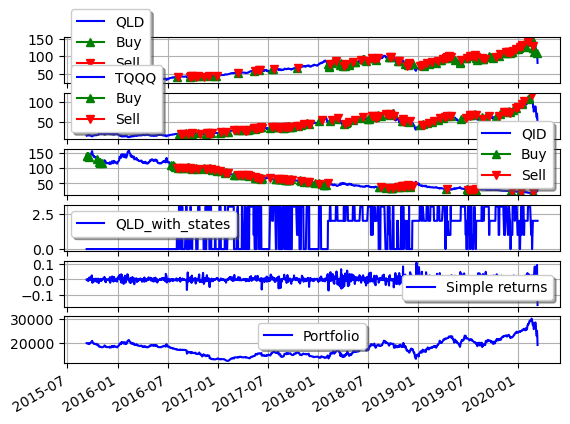 QLD
Buy
Sell
150
100
50
TQQQ
Buy
Sell
100
50
QID
Buy
Sell
150
100
50
QLD_with_states
2.5
0.0
Simple returns
0.1
0.0
−0.1
Portfolio
30000
20000
2015-07
2016-01
2016-07
2017-01
2017-07
2018-01
2018-07
2019-01
2019-07
2020-01